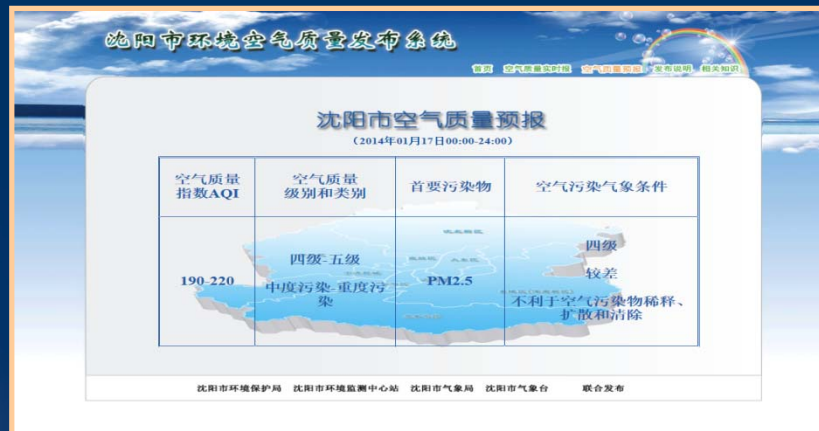 沈阳市环境空气质量发布系统
首页 空气质量实时报 空气质量预报 发布说明 相关知识
沈阳市空气质量预报
(2014年01月17日00:00-24:00)
空气质量
指数AQI
空气质量
级别和类别
首要污染物
空气污染气象条件
190-220
四级-五级
中度污染-重度污
染
PM2.5
四级
较差
不利于空气污染物稀释、
扩散和清除
沈阳市环境保护局 沈阳市环境监测中心站 沈阳市气象局 沈阳市气象台 联合发布